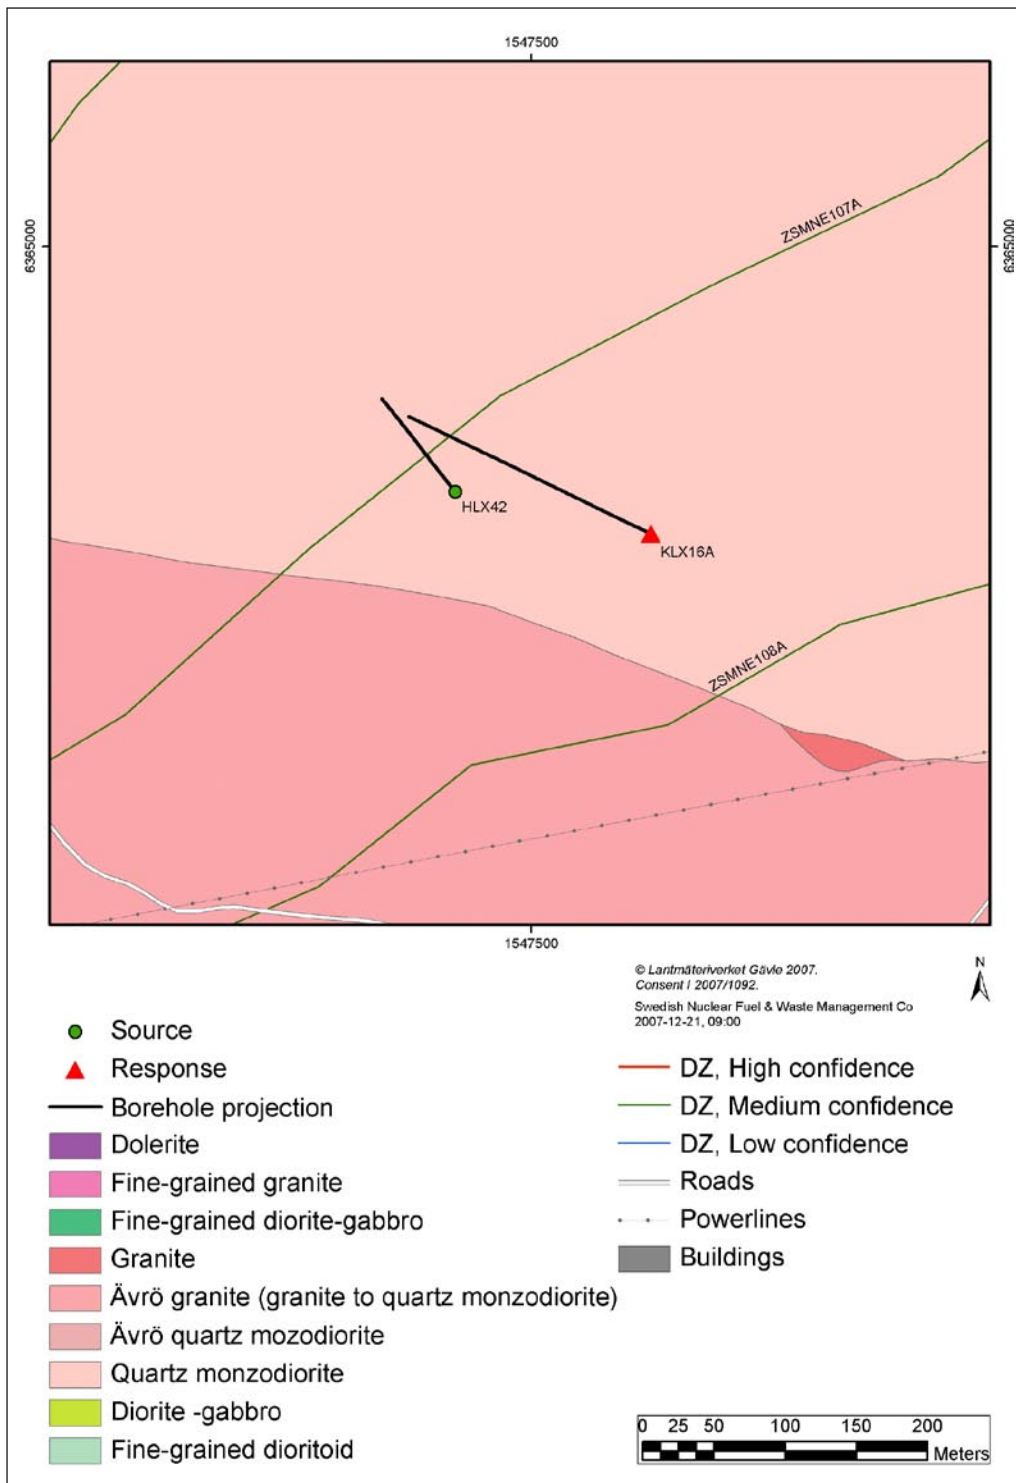 1547500
6365000
6365000
ZSMNE107A
HLX42
KLX16A
ZSMNE108A
1547500
© Lantmäteriverket Gävle 2007.
Consent I 2007/1092.
Swedish Nuclear Fuel & Waste Management Co
2007-12-21, 09:00
N
Source
Response
Borehole projection
Dolerite
Fine-grained granite
Fine-grained diorite-gabbro
Granite
Ävrö granite (granite to quartz monzodiorite)
Ävrö quartz mozodiorite
Quartz monzodiorite
Diorite -gabbro
Fine-grained dioritoid
DZ, High confidence
DZ, Medium confidence
DZ, Low confidence
Roads
Powerlines
Buildings
0 25 50 100 150 200
Meters